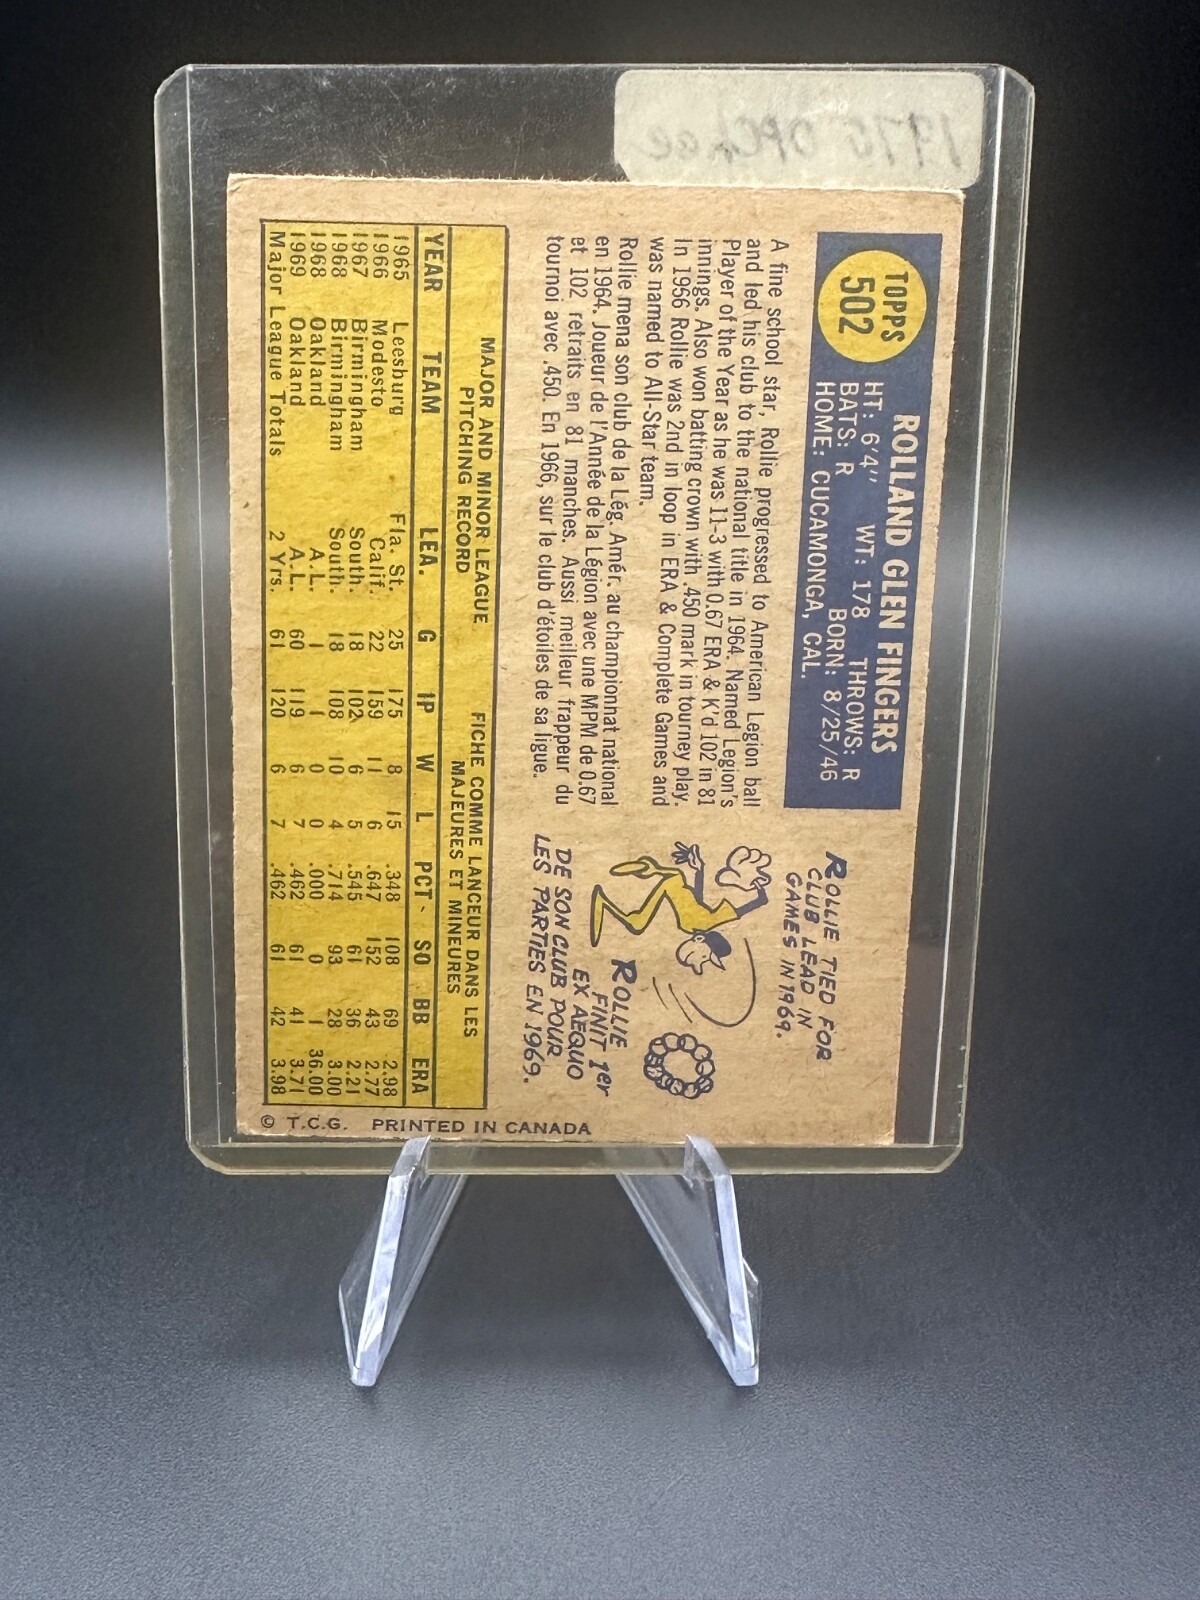 1975 OPChee
TOPPS
502
ROLLAND GLEN FINGERS
HT: 6'4" WT: 178 THROWS: R
BATS: R BORN: 8/25/46
HOME: CUCAMONGA, CAL.
A fine school star, Rollie progressed to American Legion ball
and led his club to the national title in 1964. Named Legion's
Player of the Year as he was 11-3 with 0.67 ERA & K'd 102 in 81
innings. Also won batting crown with .450 mark in tourney play.
In 1956 Rollie was 2nd in loop in ERA & Complete Games and
was named to All-Star team.
Rollie mena son club de la Lég. Amér. au championhat national
en 1964. Joueur de l'Année de la Légion avec une MPM de 0.67
et 102 retraits en 81 manches. Aussi meilleur frappeur du
tournoi avec .450. En 1966, sur le club d'étoiles de sa ligue.
ROLLIE TIED FOR
CLUB LEAD IN
GAMES IN 1969.
ROLLIE
FINIT 1er
EX AEQUO
DE SON CLUB POUR
LES PARTIES EN 1969.
MAJOR AND MINOR LEAGUE
PITCHING RECORD
FICHE COMME LANCEUR DANS LES
MAJEURES ET MINEURES
YEAR TEAM LEA. G IP W L PCT. SO BB ERA
1965 Leesburg Fla. St. 25 175 8 15 .348 108 69 2.98
1966 Modesto Calif. 22 159 11 6 .647 152 43 2.77
1967 Birmingham South. 18 102 6 5 .545 61 36 2.21
1968 Birmingham South. 18 108 10 4 .714 93 28 3.00
1968 Oakland A.L. 1 1 0 0 .000 0 1 36.00
1969 Oakland A.L. 60 119 6 7 .462 61 41 3.71
Major League Totals 2 Yrs. 61 120 6 7 .462 61 42 3.98
© T.C.G. PRINTED IN CANADA